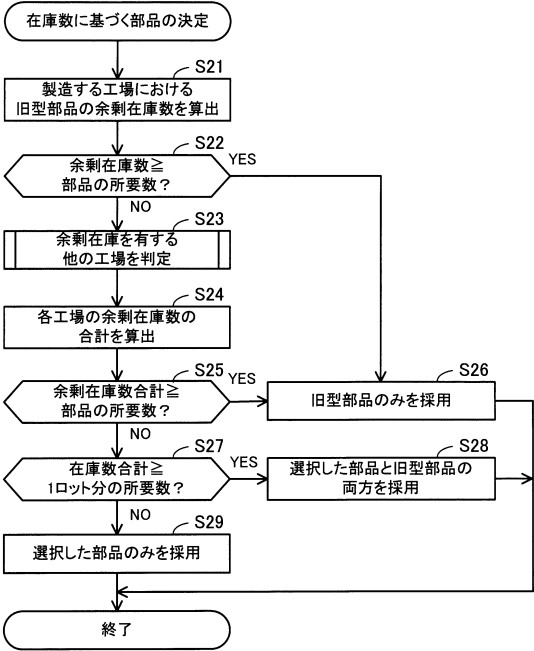 在庫数に基づく部品の決定
S21
製造する工場における
旧型部品の余剰在庫数を算出
S22
余剰在庫数≧
部品の所要数？
YES
NO
S23
余剰在庫を有する
他の工場を判定
S24
各工場の余剰在庫数の
合計を算出
S25
余剰在庫数合計≧
部品の所要数？
YES
NO
S26
旧型部品のみを採用
S27
在庫数合計≧
1ロット分の所要数？
YES
NO
S28
選択した部品と旧型部品の
両方を採用
S29
選択した部品のみを採用
終了